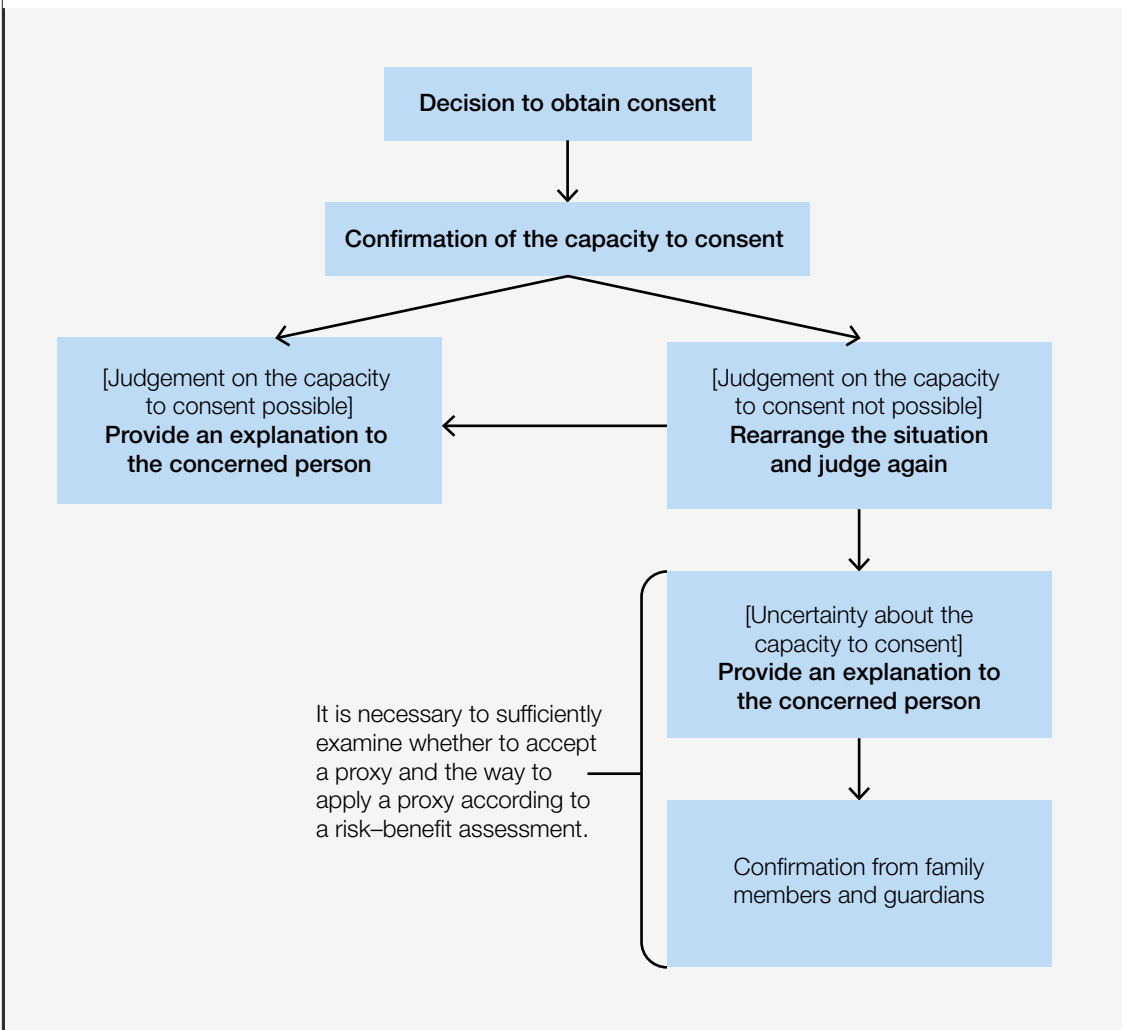 Decision to obtain consent
Confirmation of the capacity to consent
[Judgement on the capacity
to consent possible]
Provide an explanation to
the concerned person
[Judgement on the capacity
to consent not possible]
Rearrange the situation
and judge again
[Uncertainty about the
capacity to consent]
Provide an explanation to
the concerned person
It is necessary to sufficiently
examine whether to accept
a proxy and the way to
apply a proxy according to
a risk–benefit assessment.
Confirmation from family
members and guardians